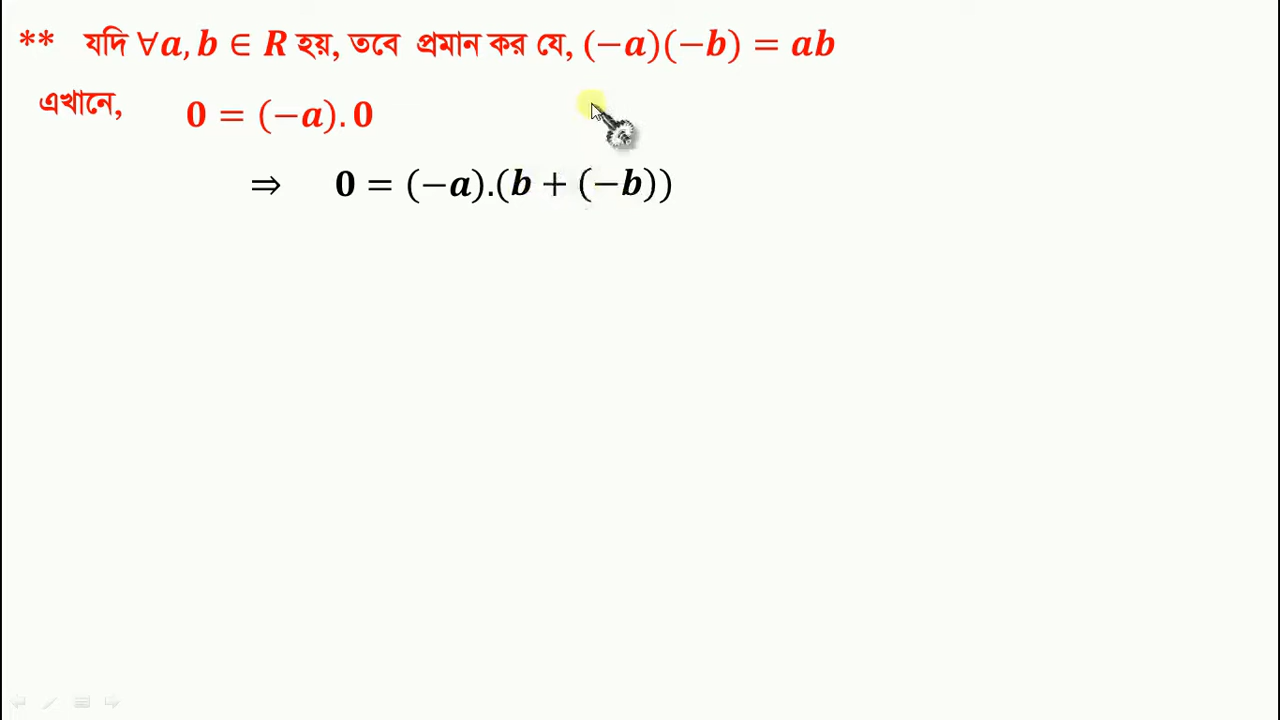 ** যদি ∀a, b ∈ R হয়, তবে প্রমান কর যে, (−a)(−b) = ab
এখানে, 0 = (−a). 0
⇒ 0 = (−a).(b + (−b))